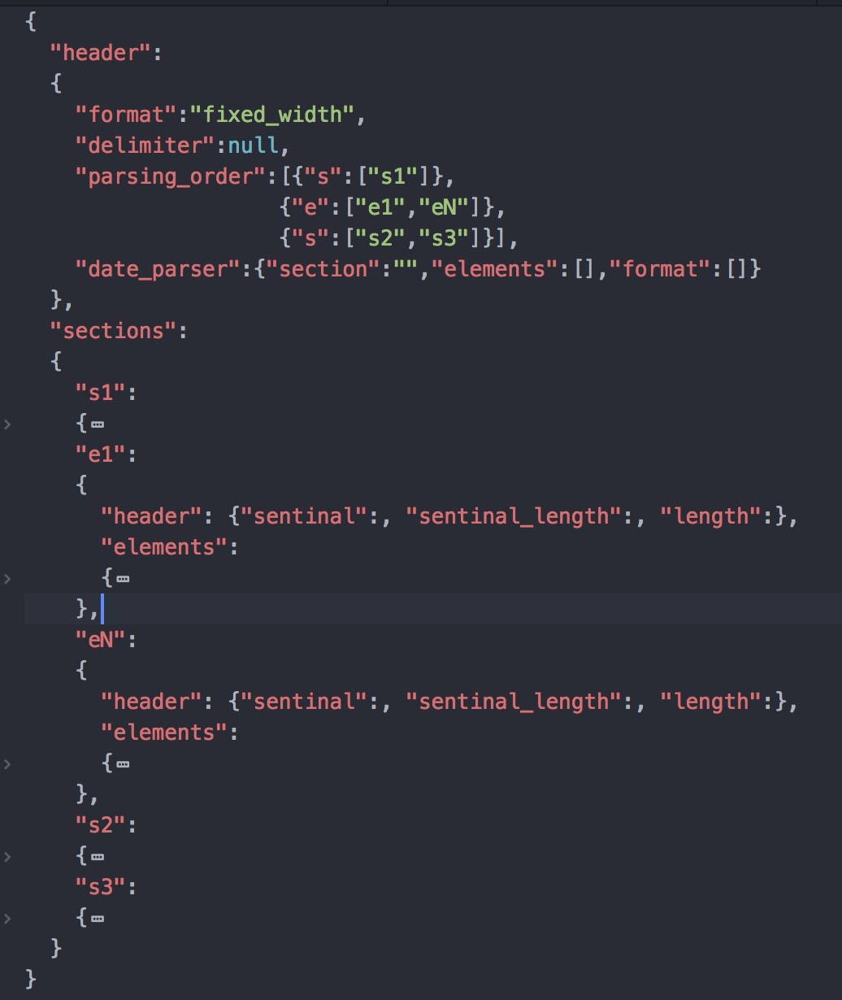 {
  "header":
  {
    "format":"fixed_width",
    "delimiter":null,
    "parsing_order":[{"s":["s1"]},
                    {"e":["e1","eN"]},
                    {"s":["s2","s3"]}],
    "date_parser":{"section":"","elements":[],"format":[]}
  },
  "sections":
  {
    "s1":
    {…
    "e1":
    {
      "header": {"sentinal":, "sentinal_length":, "length":},
      "elements":
      {…
    },
    "eN":
    {
      "header": {"sentinal":, "sentinal_length":, "length":},
      "elements":
      {…
    },
    "s2":
    {…
    "s3":
    {…
  }
}